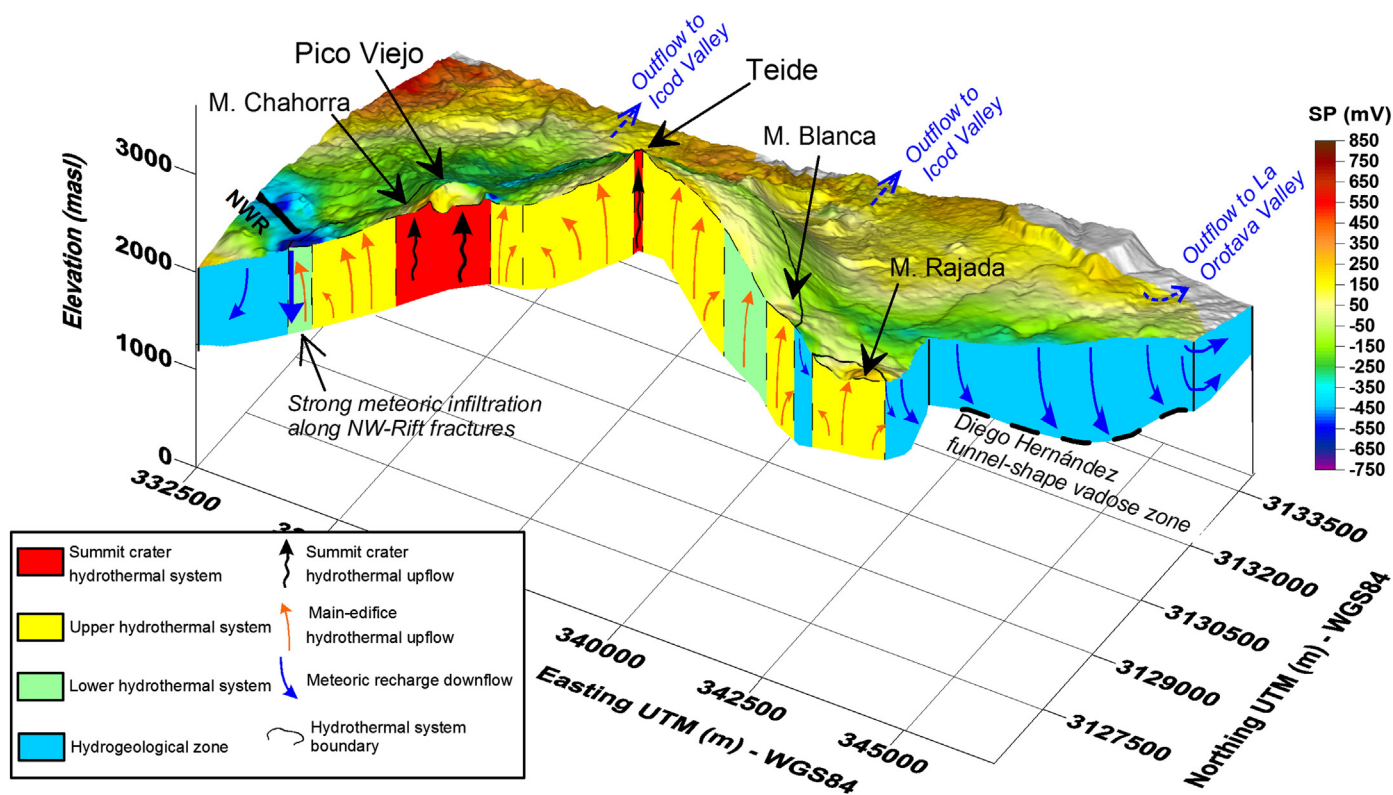 Pico Viejo
M. Chahorra
Outflow to
Icod Valley
Teide
M. Blanca
Outflow to
Icod Valley
M. Rajada
Outflow to La
Orotava Valley
NWR
Elevation (masl)
3000
2000
1000
0
SP (mV)
850
750
650
550
450
350
250
150
50
-50
-150
-250
-350
-450
-550
-650
-750
Strong meteoric infiltration
along NW-Rift fractures
Diego Hernández
funnel-shape vadose zone
332500
340000
342500
345000
Easting UTM (m) - WGS84
3133500
3132000
3130500
3129000
3127500
Northing UTM (m) - WGS84
Summit crater
hydrothermal system
Upper hydrothermal system
Lower hydrothermal system
Hydrogeological zone
Summit crater
hydrothermal upflow
Main-edifice
hydrothermal upflow
Meteoric recharge downflow
Hydrothermal system
boundary